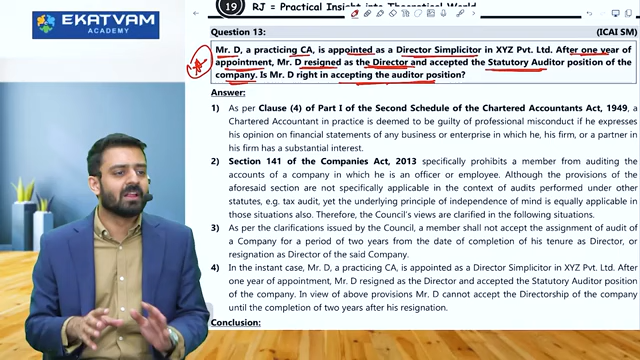 EKATVAM
ACADEMY
19 RJ = Practical Insight into Theoretical World
Question 13: (ICAI SM)
Mr. D, a practicing CA, is appointed as a Director Simplicitor in XYZ Pvt. Ltd. After one year of
appointment, Mr. D resigned as the Director and accepted the Statutory Auditor position of the
company. Is Mr. D right in accepting the auditor position?
Answer:
1) As per Clause (4) of Part I of the Second Schedule of the Chartered Accountants Act, 1949, a
Chartered Accountant in practice is deemed to be guilty of professional misconduct if he expresses
his opinion on financial statements of any business or enterprise in which he, his firm, or a partner in
his firm has a substantial interest.
2) Section 141 of the Companies Act, 2013 specifically prohibits a member from auditing the
accounts of a company in which he is an officer or employee. Although the provisions of the
aforesaid section are not specifically applicable in the context of audits performed under other
statutes, e.g. tax audit, yet the underlying principle of independence of mind is equally applicable in
those situations also. Therefore, the Council's views are clarified in the following situations.
3) As per the clarifications issued by the Council, a member shall not accept the assignment of audit of
a Company for a period of two years from the date of completion of his tenure as Director, or
resignation as Director of the said Company.
4) In the instant case, Mr. D, a practicing CA, is appointed as a Director Simplicitor in XYZ Pvt. Ltd. After
one year of appointment, Mr. D resigned as the Director and accepted the Statutory Auditor position
of the company. In view of above provisions Mr. D cannot accept the Directorship of the company
until the completion of two years after his resignation.
Conclusion: